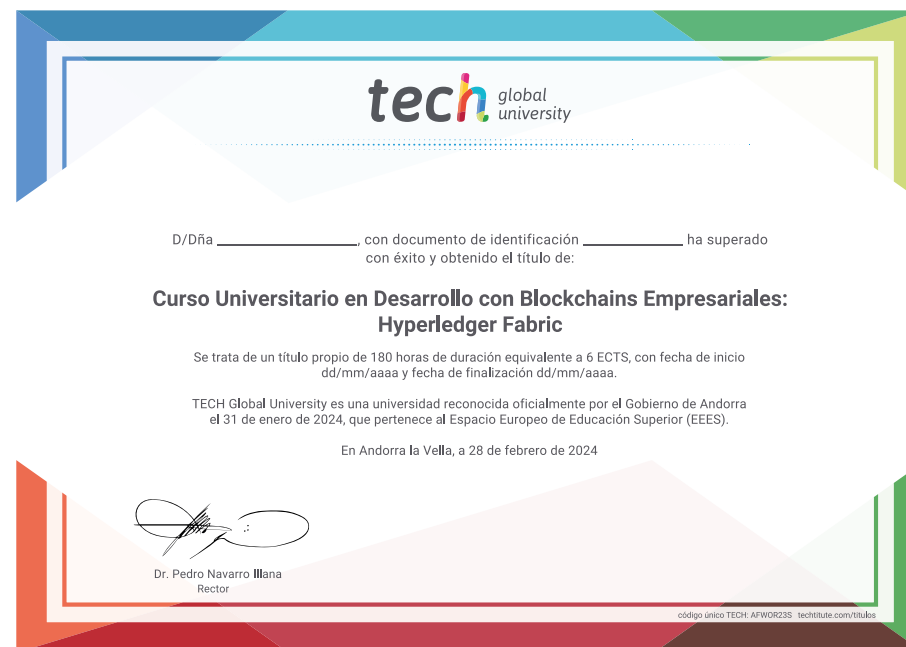 tech global university
D/Dña ____________________, con documento de identificación ______________ ha superado
con éxito y obtenido el título de:
Curso Universitario en Desarrollo con Blockchains Empresariales:
Hyperledger Fabric
Se trata de un título propio de 180 horas de duración equivalente a 6 ECTS, con fecha de inicio
dd/mm/aaaa y fecha de finalización dd/mm/aaaa.
TECH Global University es una universidad reconocida oficialmente por el Gobierno de Andorra
el 31 de enero de 2024, que pertenece al Espacio Europeo de Educación Superior (EEES).
En Andorra la Vella, a 28 de febrero de 2024
Dr. Pedro Navarro Illana
Rector
código único TECH: AFWOR23S techtitute.com/titulos